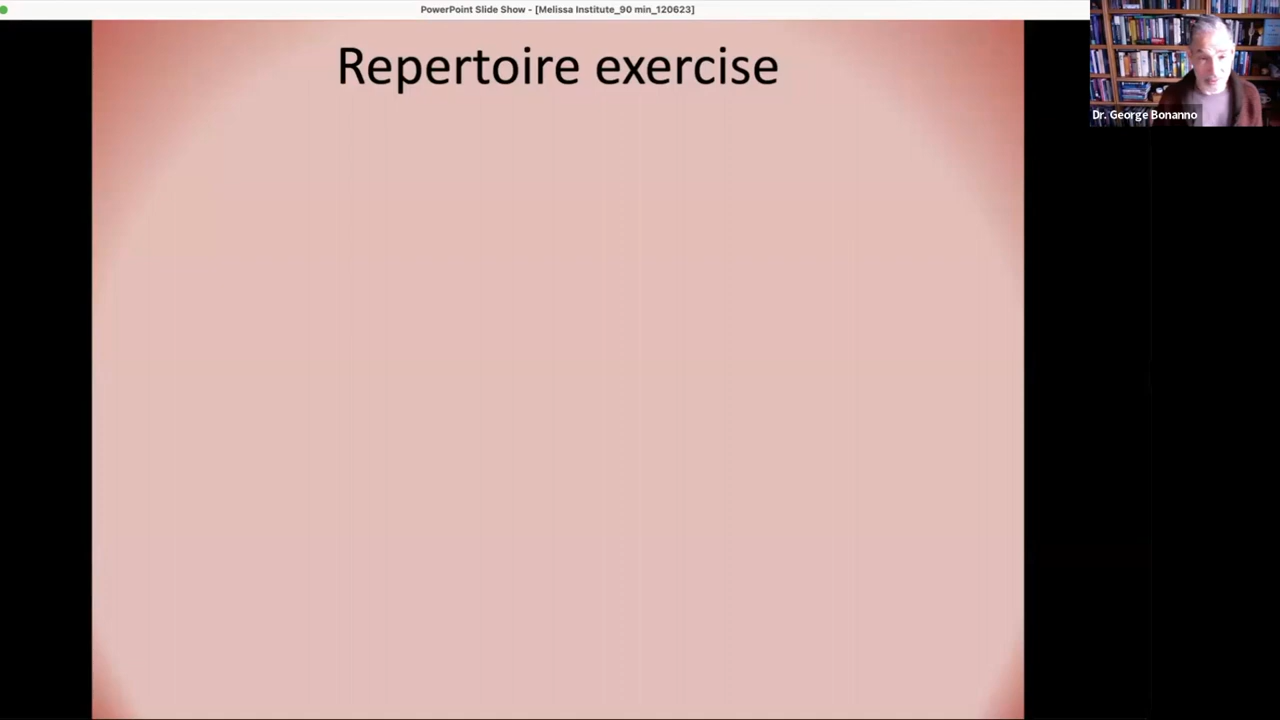 PowerPoint Slide Show - [Melissa Institute_90 min_120623]
Repertoire exercise
Dr. George Bonanno